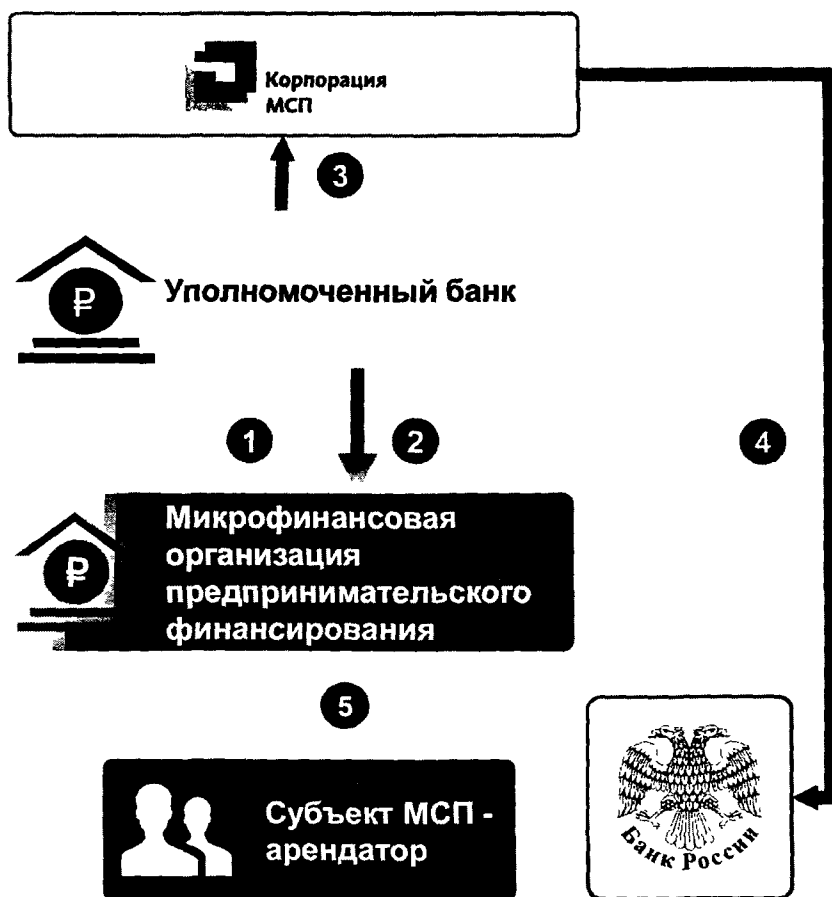 Корпорация
МСП
3
₽
Уполномоченный банк
1
2
4
₽
Микрофинансовая
организация
предпринимательского
финансирования
5
Субъект МСП -
арендатор
Банк России